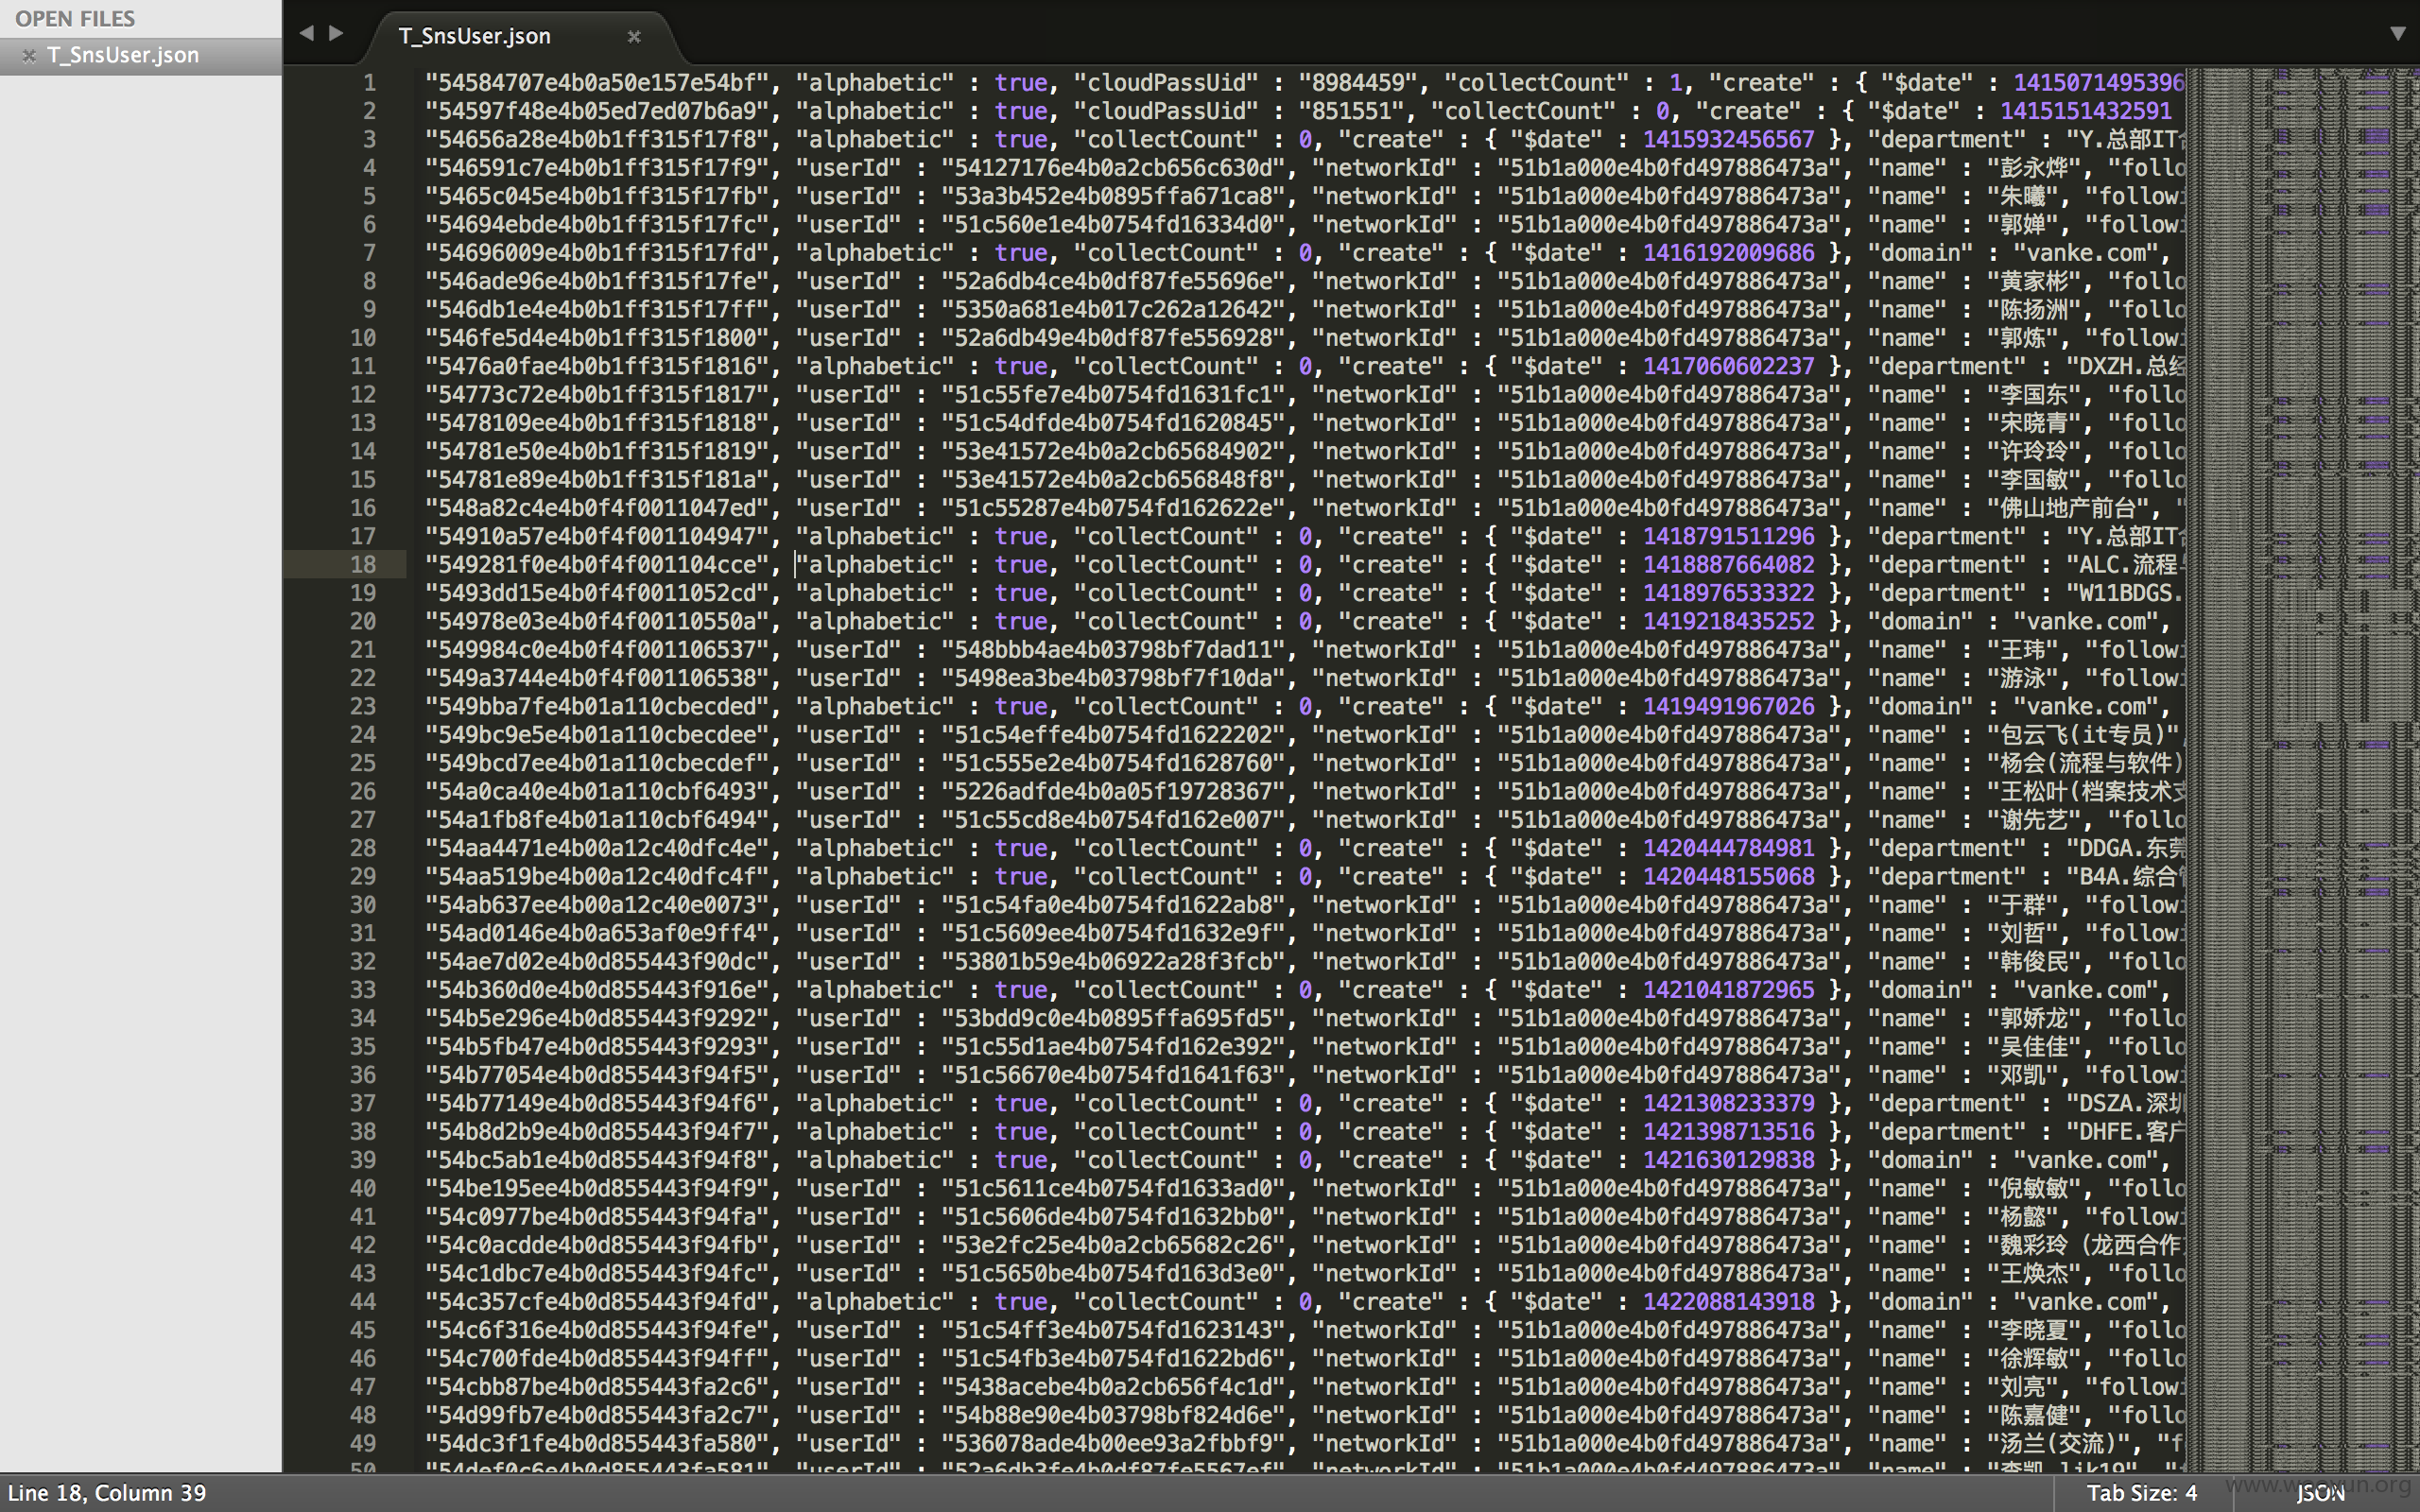 OPEN FILES
T_SnsUser.json
T_SnsUser.json
1 "54584707e4b0a50e157e54bf", "alphabetic" : true, "cloudPassUid" : "8984459", "collectCount" : 1, "create" : { "$date" : 1415071495396
2 "54597f48e4b05ed7ed07b6a9", "alphabetic" : true, "cloudPassUid" : "851551", "collectCount" : 0, "create" : { "$date" : 1415151432591
3 "54656a28e4b0b1ff315f17f8", "alphabetic" : true, "collectCount" : 0, "create" : { "$date" : 1415932456567 }, "department" : "Y.总部IT
4 "546591c7e4b0b1ff315f17f9", "userId" : "54127176e4b0a2cb656c630d", "networkId" : "51b1a000e4b0fd497886473a", "name" : "彭永烨", "follow
5 "5465c045e4b0b1ff315f17fb", "userId" : "53a3b452e4b0895ffa671ca8", "networkId" : "51b1a000e4b0fd497886473a", "name" : "朱曦", "followi
6 "54694ebde4b0b1ff315f17fc", "userId" : "51c560e1e4b0754fd16334d0", "networkId" : "51b1a000e4b0fd497886473a", "name" : "郭婵", "followi
7 "54696009e4b0b1ff315f17fd", "alphabetic" : true, "collectCount" : 0, "create" : { "$date" : 1416192009686 }, "domain" : "vanke.com",
8 "546ade96e4b0b1ff315f17fe", "userId" : "52a6db4ce4b0df87fe55696e", "networkId" : "51b1a000e4b0fd497886473a", "name" : "黄家彬", "follo
9 "546db1e4e4b0b1ff315f17ff", "userId" : "5350a681e4b017c262a12642", "networkId" : "51b1a000e4b0fd497886473a", "name" : "陈扬洲", "follo
10 "546fe5d4e4b0b1ff315f1800", "userId" : "52a6db49e4b0df87fe556928", "networkId" : "51b1a000e4b0fd497886473a", "name" : "郭炼", "followi
11 "5476a0fae4b0b1ff315f1816", "alphabetic" : true, "collectCount" : 0, "create" : { "$date" : 1417060602237 }, "department" : "DXZH.总经
12 "54773c72e4b0b1ff315f1817", "userId" : "51c55fe7e4b0754fd1631fc1", "networkId" : "51b1a000e4b0fd497886473a", "name" : "李国东", "follo
13 "5478109ee4b0b1ff315f1818", "userId" : "51c54dfde4b0754fd1620845", "networkId" : "51b1a000e4b0fd497886473a", "name" : "宋晓青", "follo
14 "54781e50e4b0b1ff315f1819", "userId" : "53e41572e4b0a2cb65684902", "networkId" : "51b1a000e4b0fd497886473a", "name" : "许玲玲", "follo
15 "54781e89e4b0b1ff315f181a", "userId" : "53e41572e4b0a2cb656848f8", "networkId" : "51b1a000e4b0fd497886473a", "name" : "李国敏", "follo
16 "548a82c4e4b0f4f0011047ed", "userId" : "51c55287e4b0754fd162622e", "networkId" : "51b1a000e4b0fd497886473a", "name" : "佛山地产前台", "
17 "54910a57e4b0f4f001104947", "alphabetic" : true, "collectCount" : 0, "create" : { "$date" : 1418791511296 }, "department" : "Y.总部IT
18 "549281f0e4b0f4f001104cce", "alphabetic" : true, "collectCount" : 0, "create" : { "$date" : 1418887664082 }, "department" : "ALC.流程
19 "5493dd15e4b0f4f0011052cd", "alphabetic" : true, "collectCount" : 0, "create" : { "$date" : 1418976533322 }, "department" : "W11BDGS.
20 "54978e03e4b0f4f00110550a", "alphabetic" : true, "collectCount" : 0, "create" : { "$date" : 1419218435252 }, "domain" : "vanke.com",
21 "549984c0e4b0f4f001106537", "userId" : "548bbb4ae4b03798bf7dad11", "networkId" : "51b1a000e4b0fd497886473a", "name" : "王玮", "followi
22 "549a3744e4b0f4f001106538", "userId" : "5498ea3be4b03798bf7f10da", "networkId" : "51b1a000e4b0fd497886473a", "name" : "游泳", "followi
23 "549bba7fe4b01a110cbecded", "alphabetic" : true, "collectCount" : 0, "create" : { "$date" : 1419491967026 }, "domain" : "vanke.com",
24 "549bc9e5e4b01a110cbecdee", "userId" : "51c54effe4b0754fd1622202", "networkId" : "51b1a000e4b0fd497886473a", "name" : "包云飞(it专员)",
25 "549bcd7ee4b01a110cbecdef", "userId" : "51c555e2e4b0754fd1628760", "networkId" : "51b1a000e4b0fd497886473a", "name" : "杨会(流程与软件)
26 "54a0ca40e4b01a110cbf6493", "userId" : "5226adfde4b0a05f19728367", "networkId" : "51b1a000e4b0fd497886473a", "name" : "王松叶(档案技术支
27 "54a1fb8fe4b01a110cbf6494", "userId" : "51c55cd8e4b0754fd162e007", "networkId" : "51b1a000e4b0fd497886473a", "name" : "谢先艺", "follo
28 "54aa4471e4b00a12c40dfc4e", "alphabetic" : true, "collectCount" : 0, "create" : { "$date" : 1420444784981 }, "department" : "DDGA.东莞
29 "54aa519be4b00a12c40dfc4f", "alphabetic" : true, "collectCount" : 0, "create" : { "$date" : 1420448155068 }, "department" : "B4A.综合管
30 "54ab637ee4b00a12c40e0073", "userId" : "51c54fa0e4b0754fd1622ab8", "networkId" : "51b1a000e4b0fd497886473a", "name" : "于群", "followi
31 "54ad0146e4b0a653af0e9ff4", "userId" : "51c5609ee4b0754fd1632e9f", "networkId" : "51b1a000e4b0fd497886473a", "name" : "刘哲", "followi
32 "54ae7d02e4b0d855443f90dc", "userId" : "53801b59e4b06922a28f3fcb", "networkId" : "51b1a000e4b0fd497886473a", "name" : "韩俊民", "follo
33 "54b360d0e4b0d855443f916e", "alphabetic" : true, "collectCount" : 0, "create" : { "$date" : 1421041872965 }, "domain" : "vanke.com",
34 "54b5e296e4b0d855443f9292", "userId" : "53bdd9c0e4b0895ffa695fd5", "networkId" : "51b1a000e4b0fd497886473a", "name" : "郭娇龙", "follo
35 "54b5fb47e4b0d855443f9293", "userId" : "51c55d1ae4b0754fd162e392", "networkId" : "51b1a000e4b0fd497886473a", "name" : "吴佳佳", "follo
36 "54b77054e4b0d855443f94f5", "userId" : "51c56670e4b0754fd1641f63", "networkId" : "51b1a000e4b0fd497886473a", "name" : "邓凯", "followi
37 "54b77149e4b0d855443f94f6", "alphabetic" : true, "collectCount" : 0, "create" : { "$date" : 1421308233379 }, "department" : "DSZA.深圳
38 "54b8d2b9e4b0d855443f94f7", "alphabetic" : true, "collectCount" : 0, "create" : { "$date" : 1421398713516 }, "department" : "DHFE.客户
39 "54bc5ab1e4b0d855443f94f8", "alphabetic" : true, "collectCount" : 0, "create" : { "$date" : 1421630129838 }, "domain" : "vanke.com",
40 "54be195ee4b0d855443f94f9", "userId" : "51c5611ce4b0754fd1633ad0", "networkId" : "51b1a000e4b0fd497886473a", "name" : "倪敏敏", "follo
41 "54c0977be4b0d855443f94fa", "userId" : "51c5606de4b0754fd1632bb0", "networkId" : "51b1a000e4b0fd497886473a", "name" : "杨懿", "followi
42 "54c0acdde4b0d855443f94fb", "userId" : "53e2fc25e4b0a2cb65682c26", "networkId" : "51b1a000e4b0fd497886473a", "name" : "魏彩玲（龙西合作
43 "54c1dbc7e4b0d855443f94fc", "userId" : "51c5650be4b0754fd163d3e0", "networkId" : "51b1a000e4b0fd497886473a", "name" : "王焕杰", "follo
44 "54c357cfe4b0d855443f94fd", "alphabetic" : true, "collectCount" : 0, "create" : { "$date" : 1422088143918 }, "domain" : "vanke.com",
45 "54c6f316e4b0d855443f94fe", "userId" : "51c54ff3e4b0754fd1623143", "networkId" : "51b1a000e4b0fd497886473a", "name" : "李晓夏", "follo
46 "54c700fde4b0d855443f94ff", "userId" : "51c54fb3e4b0754fd1622bd6", "networkId" : "51b1a000e4b0fd497886473a", "name" : "徐辉敏", "follo
47 "54cbb87be4b0d855443fa2c6", "userId" : "5438acebe4b0a2cb656f4c1d", "networkId" : "51b1a000e4b0fd497886473a", "name" : "刘亮", "followi
48 "54d99fb7e4b0d855443fa2c7", "userId" : "54b88e90e4b03798bf824d6e", "networkId" : "51b1a000e4b0fd497886473a", "name" : "陈嘉健", "follo
49 "54dc3f1fe4b0d855443fa580", "userId" : "536078ade4b00ee93a2fbbf9", "networkId" : "51b1a000e4b0fd497886473a", "name" : "汤兰(交流)", "f
50 "54def0c6e4b0d855443fa581", "userId" : "52a6db3fe4b0df87fe5567ef", "networkId" : "51b1a000e4b0fd497886473a", "name" : "李凯_lik19",
Line 18, Column 39
Tab Size: 4
JSON
www.wooyun.org